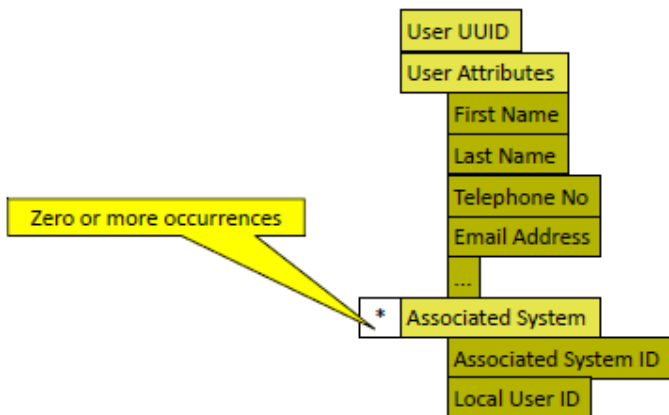 User UUID
User Attributes
First Name
Last Name
Telephone No
Zero or more occurrences
Email Address
...
* Associated System
Associated System ID
Local User ID